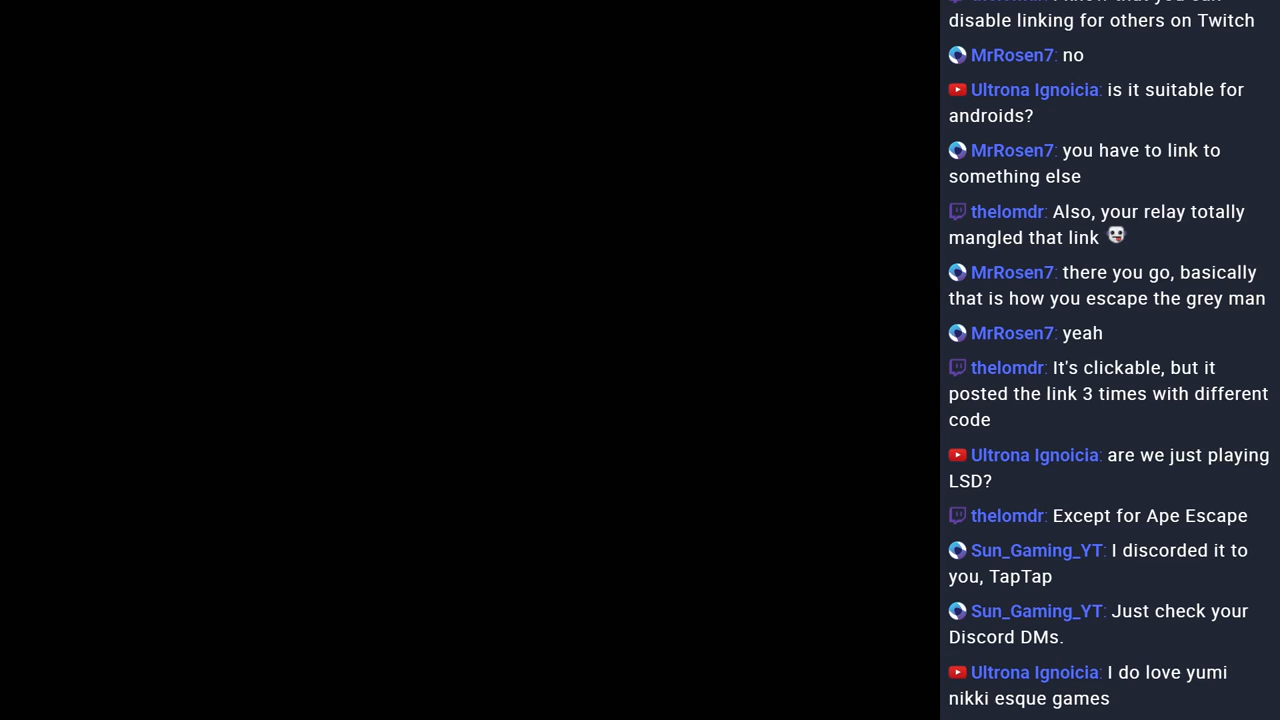 disable linking for others on Twitch
MrRosen7: no
Ultrona Ignoicia: is it suitable for
androids?
MrRosen7: you have to link to
something else
thelomdr: Also, your relay totally
mangled that link
MrRosen7: there you go, basically
that is how you escape the grey man
MrRosen7: yeah
thelomdr: It's clickable, but it
posted the link 3 times with different
code
Ultrona Ignoicia: are we just playing
LSD?
thelomdr: Except for Ape Escape
Sun_Gaming_YT: I discorded it to
you, TapTap
Sun_Gaming_YT: Just check your
Discord DMs.
Ultrona Ignoicia: I do love yumi
nikki esque games